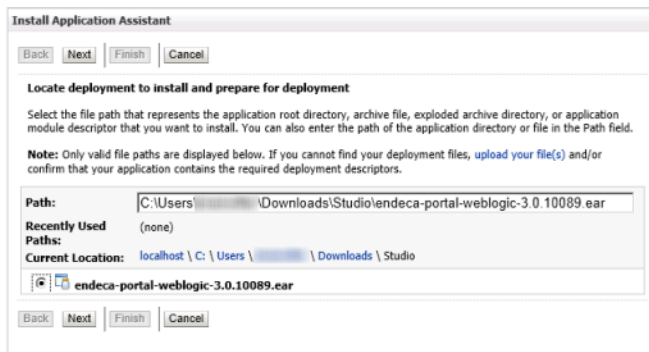 Install Application Assistant
Back Next Finish Cancel
Locate deployment to install and prepare for deployment
Select the file path that represents the application root directory, archive file, exploded archive directory, or application
module descriptor that you want to install. You can also enter the path of the application directory or file in the Path field.
Note: Only valid file paths are displayed below. If you cannot find your deployment files, upload your file(s) and/or
confirm that your application contains the required deployment descriptors.
Path: C:\Users\ \Downloads\Studio\endeca-portal-weblogic-3.0.10089.ear
Recently Used (none)
Paths:
Current Location: localhost \ C: \ Users \ \ Downloads \ Studio
endeca-portal-weblogic-3.0.10089.ear
Back Next Finish Cancel